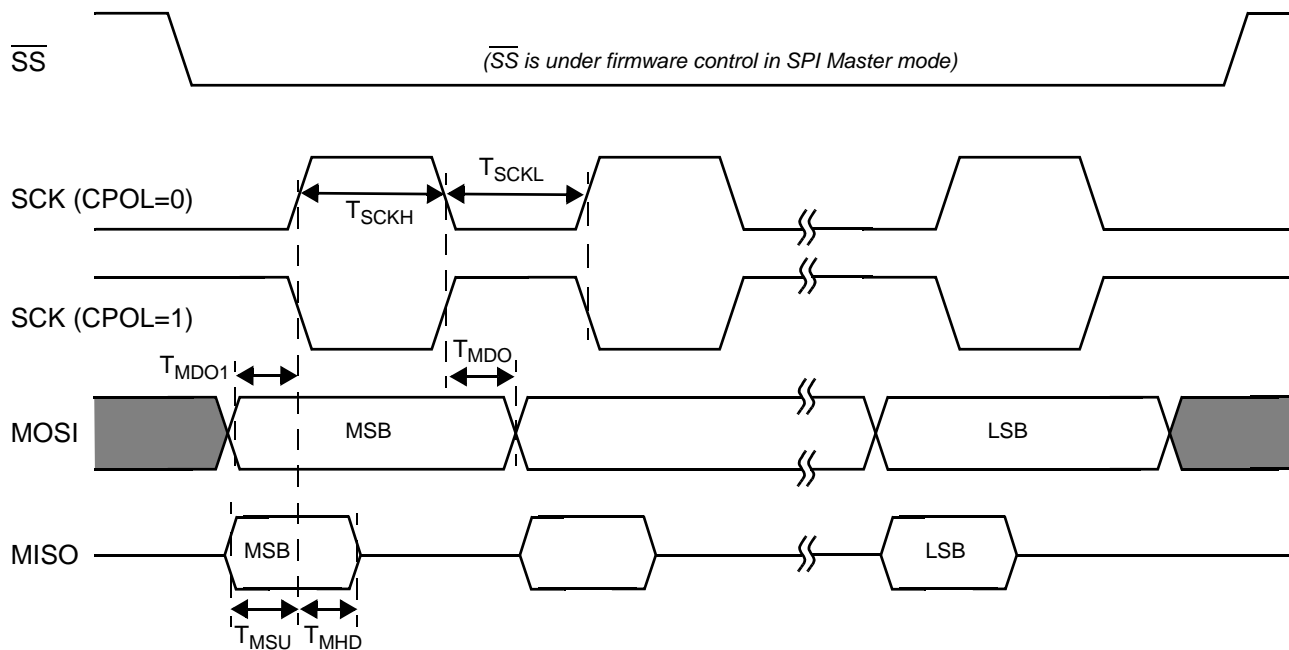 SS
(SS is under firmware control in SPI Master mode)
SCK (CPOL=0)
TSCKH
TSCKL
SCK (CPOL=1)
TMDO1
TMDO
MOSI
MSB
LSB
MISO
MSB
LSB
TMSU
TMHD